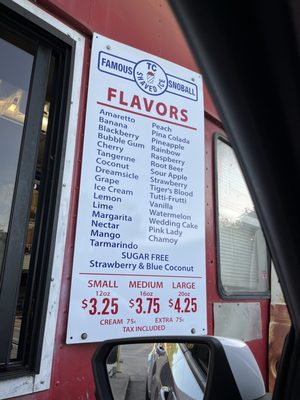 TC
FAMOUS SNOBALL
SHAVED ICE
FLAVORS
Amaretto
Banana
Blackberry
Bubble Gum
Cherry
Tangerine
Coconut
Dreamsicle
Grape
Ice Cream
Lemon
Lime
Margarita
Nectar
Mango
Tarmarindo
Peach
Pina Colada
Pineapple
Rainbow
Raspberry
Root Beer
Sour Apple
Strawberry
Tiger's Blood
Tutti-Frutti
Vanilla
Watermelon
Wedding Cake
Pink Lady
Chamoy
SUGAR FREE
Strawberry & Blue Coconut
SMALL MEDIUM LARGE
12oz 16oz 20oz
$3.25 $3.75 $4.25
CREAM 75¢ EXTRA 75¢
TAX INCLUDED